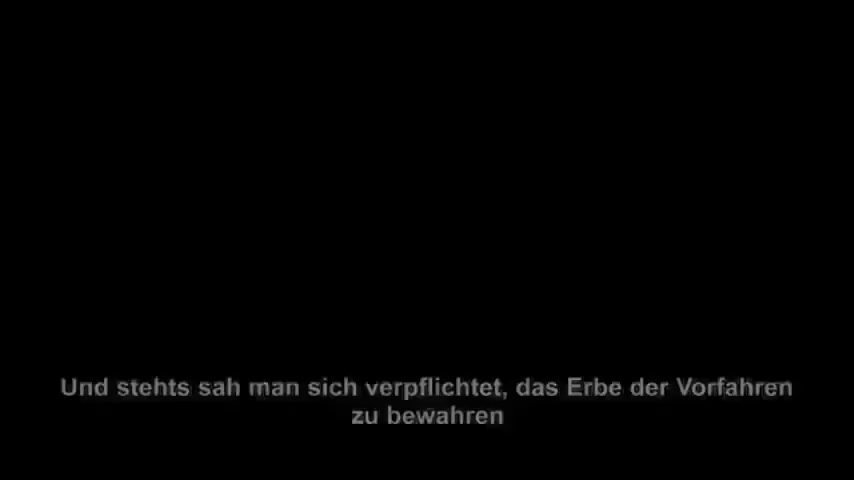 Und stehts sah man sich verpflichtet, das Erbe der Vorfahren
zu bewahren